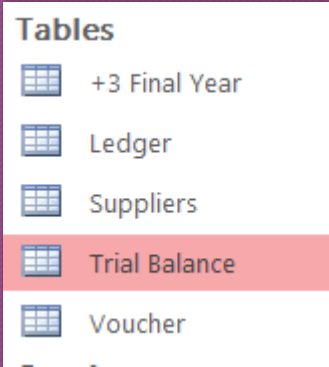 Tables
+3 Final Year
Ledger
Suppliers
Trial Balance
Voucher